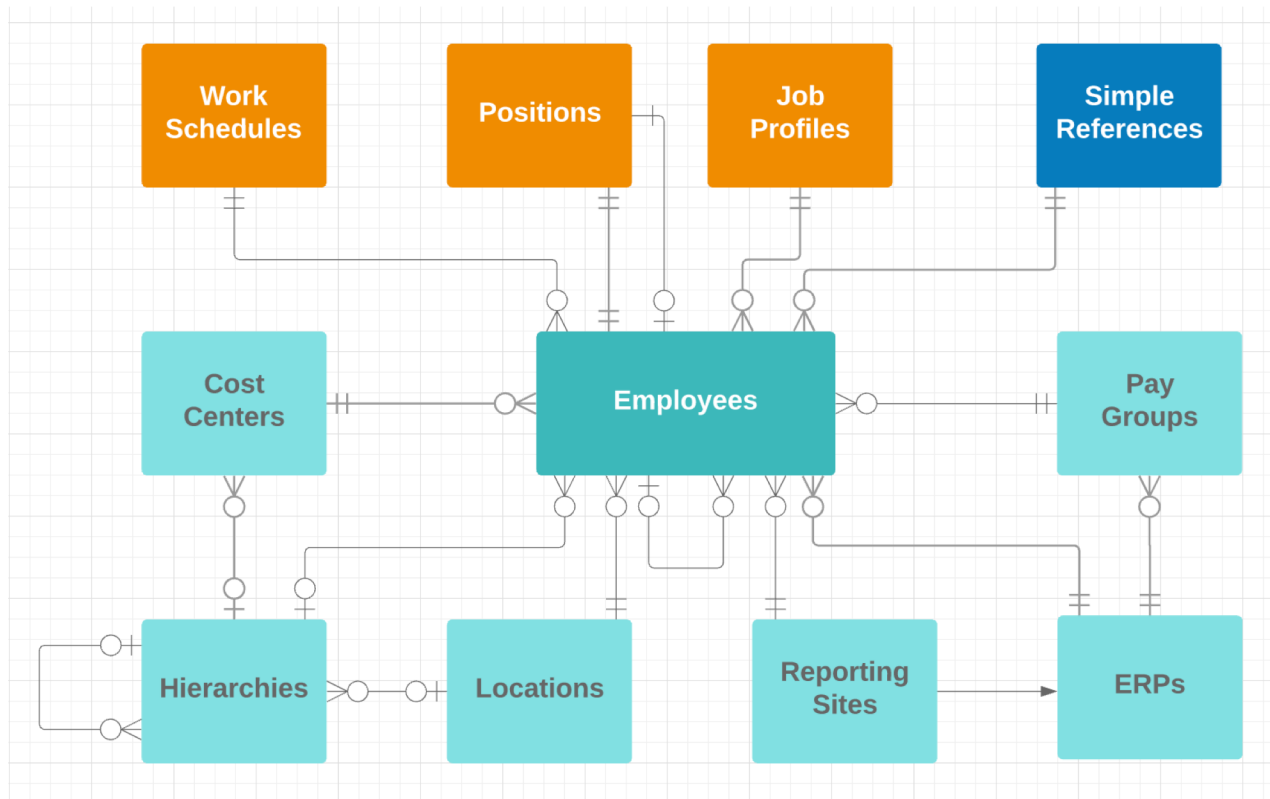 Work
Schedules
Positions
Job
Profiles
Simple
References
Cost
Centers
Employees
Pay
Groups
Hierarchies
Locations
Reporting
Sites
ERPs